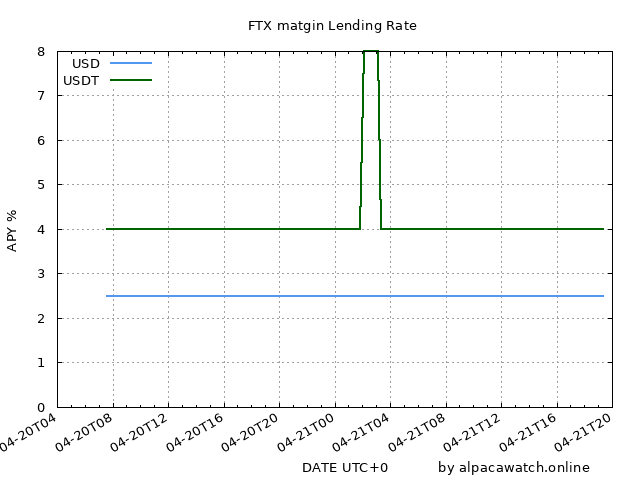 FTX matgin Lending Rate
USD
USDT
8
7
6
5
4
3
2
1
0
APY %
04-20T04
04-20T08
04-20T12
04-20T16
04-20T20
04-21T00
04-21T04
04-21T08
04-21T12
04-21T16
04-21T20
DATE UTC+0
by alpacawatch.online